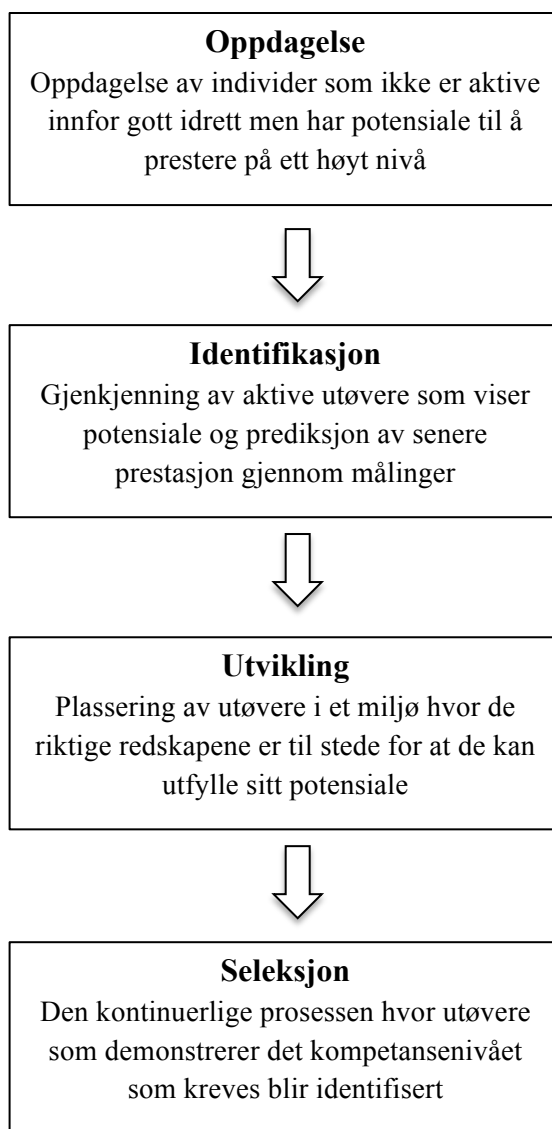 Oppdagelse
Oppdagelse av individer som ikke er aktive
innfor gott idrett men har potensiale til å
prestere på ett høyt nivå
Identifikasjon
Gjenkjenning av aktive utøvere som viser
potensiale og prediksjon av senere
prestasjon gjennom målinger
Utvikling
Plassering av utøvere i et miljø hvor de
riktige redskapene er til stede for at de kan
utfylle sitt potensiale
Seleksjon
Den kontinuerlige prosessen hvor utøvere
som demonstrerer det kompetansenivået
som kreves blir identifisert